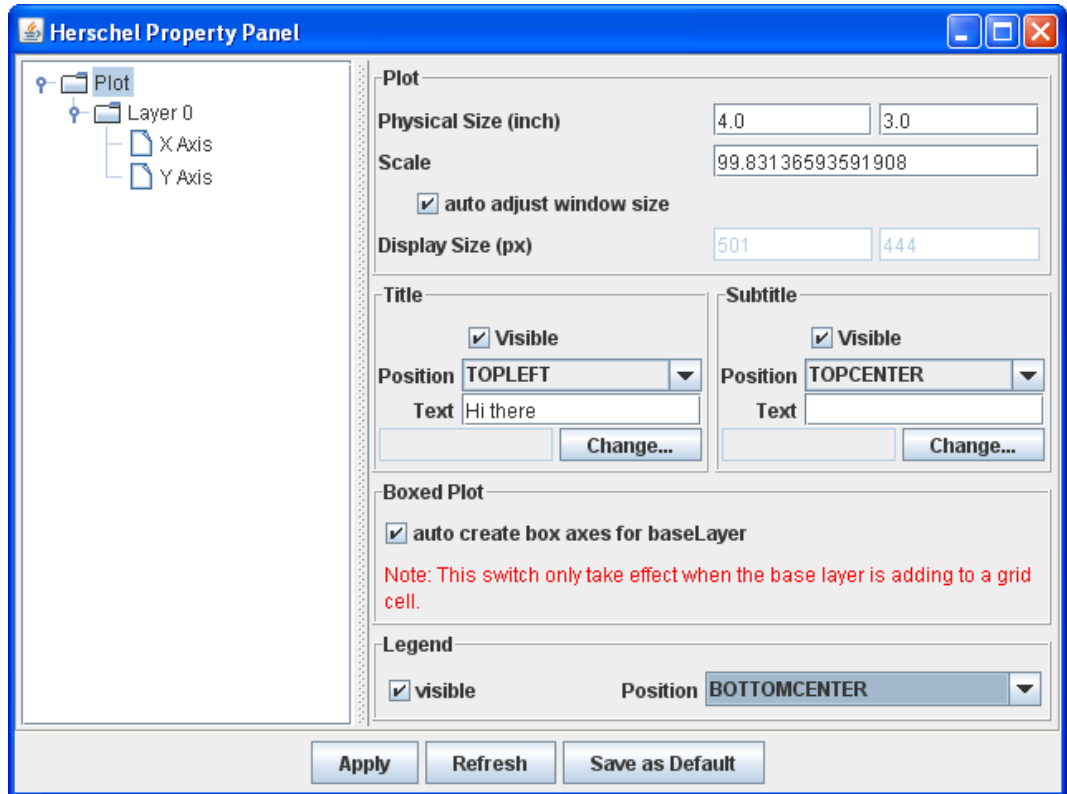 Herschel Property Panel
Plot
Layer 0
X Axis
Y Axis
Plot
Physical Size (inch) 4.0 3.0
Scale 99.83136593591908
auto adjust window size
Display Size (px) 501 444
Title
Visible
Position TOPLEFT
Text Hi there
Change...
Subtitle
Visible
Position TOPCENTER
Text
Change...
Boxed Plot
auto create box axes for baseLayer
Note: This switch only take effect when the base layer is adding to a grid
cell.
Legend
visible Position BOTTOMCENTER
Apply Refresh Save as Default